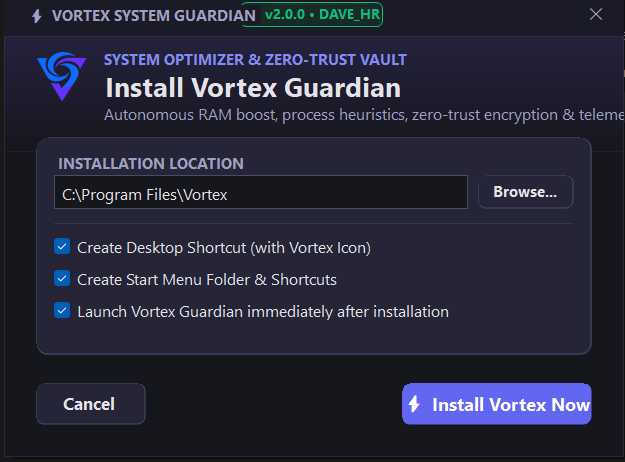 VORTEX SYSTEM GUARDIAN v2.0.0 • DAVE_HR
SYSTEM OPTIMIZER & ZERO-TRUST VAULT
Install Vortex Guardian
Autonomous RAM boost, process heuristics, zero-trust encryption & teleme
INSTALLATION LOCATION
C:\Program Files\Vortex
Browse...
Create Desktop Shortcut (with Vortex Icon)
Create Start Menu Folder & Shortcuts
Launch Vortex Guardian immediately after installation
Cancel
Install Vortex Now